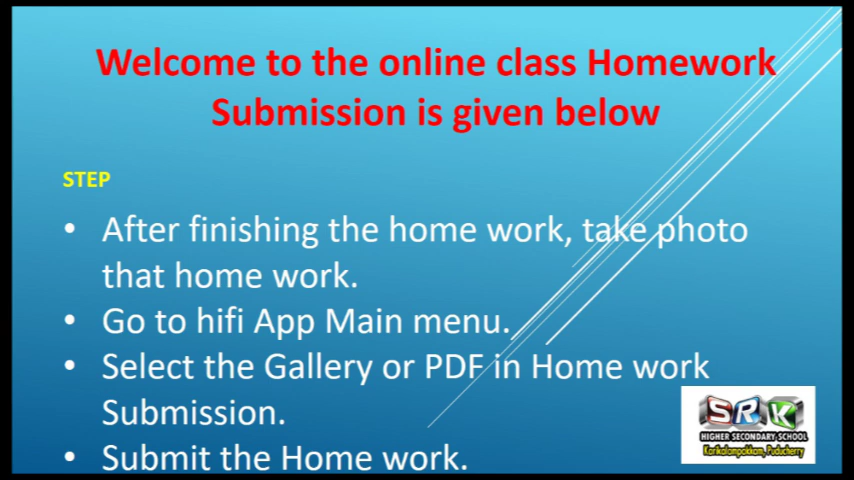 Welcome to the online class Homework
Submission is given below
STEP
• After finishing the home work, take photo
that home work.
• Go to hifi App Main menu.
• Select the Gallery or PDF in Home work
Submission.
• Submit the Home work.
SRK
HIGHER SECONDARY SCHOOL
Karikalampakkam, Puducherry